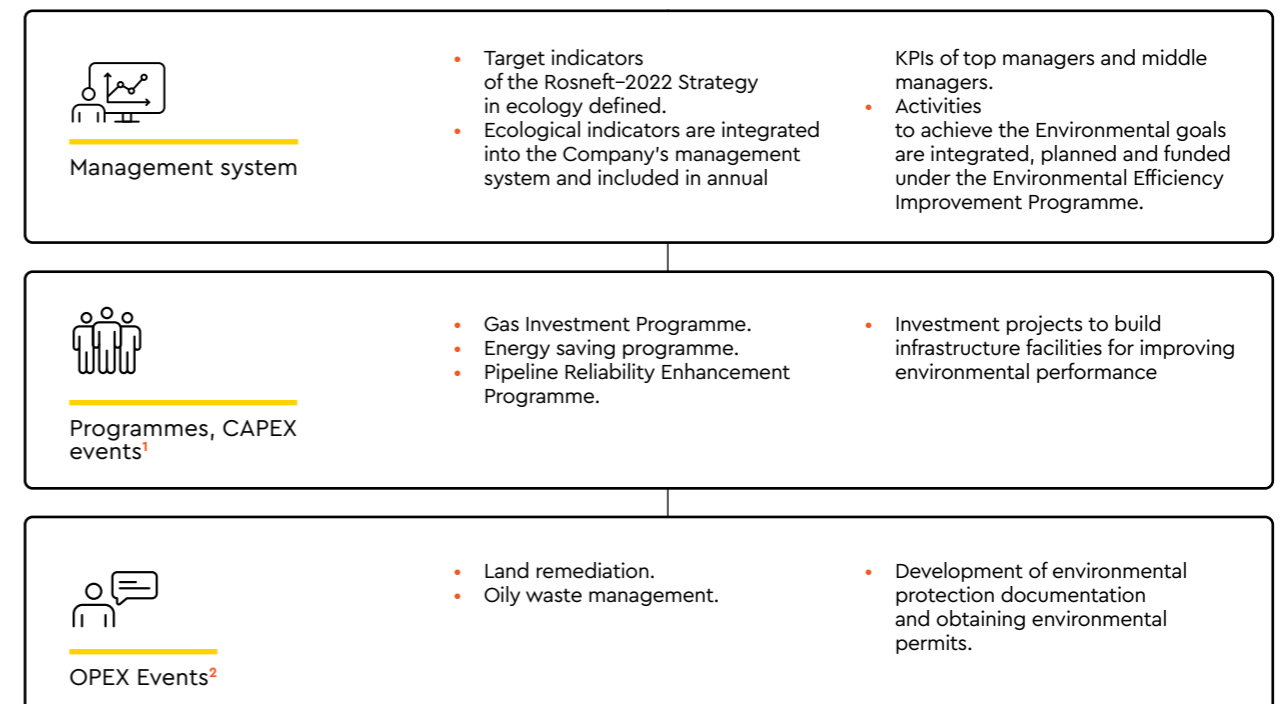 Management system
• Target indicators
of the Rosneft–2022 Strategy
in ecology defined.
• Ecological indicators are integrated
into the Company's management
system and included in annual
KPIs of top managers and middle
managers.
• Activities
to achieve the Environmental goals
are integrated, planned and funded
under the Environmental Efficiency
Improvement Programme.
Programmes, CAPEX
events¹
• Gas Investment Programme.
• Energy saving programme.
• Pipeline Reliability Enhancement
Programme.
• Investment projects to build
infrastructure facilities for improving
environmental performance
OPEX Events²
• Land remediation.
• Oily waste management.
• Development of environmental
protection documentation
and obtaining environmental
permits.